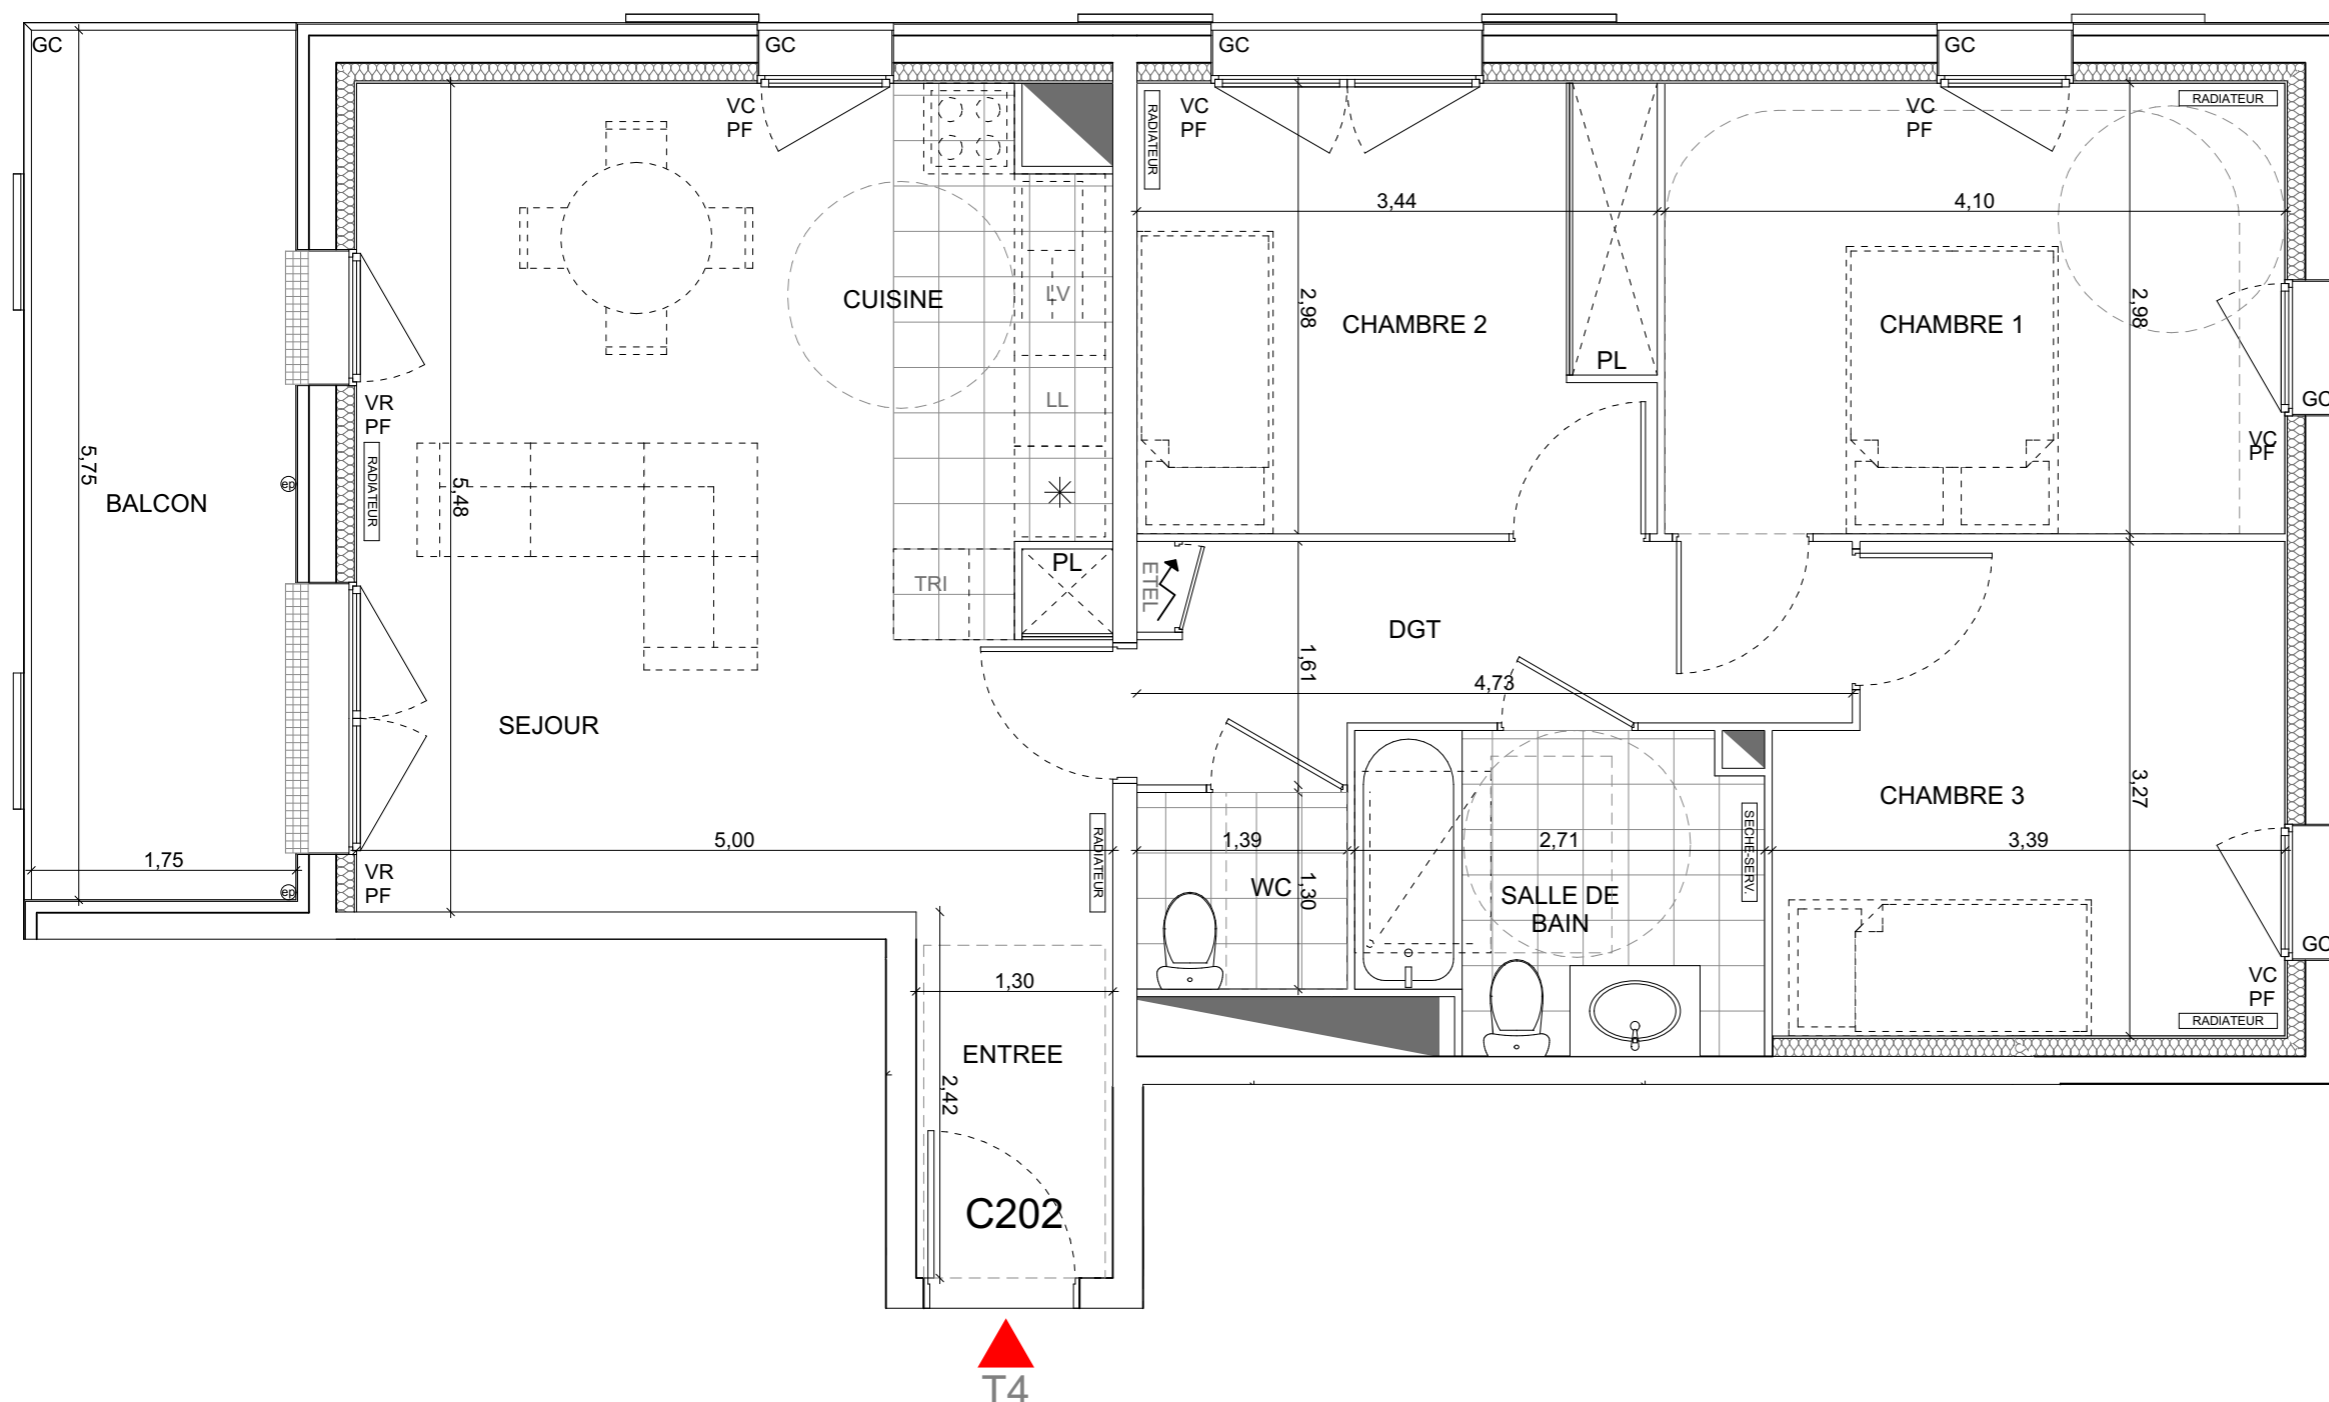 GC
GC
GC
GC
VC
PF
RADIATEUR
VC
PF
VC
PF
RADIATEUR
3,44
4,10
CUISINE
LV
2,98
CHAMBRE 2
CHAMBRE 1
2,98
PL
VR
PF
LL
GC
VC
PF
5,75
BALCON
ep
RADIATEUR
5,48
TRI
PL
ETEL
DGT
1,61
4,73
SEJOUR
CHAMBRE 3
3,27
1,75
5,00
RADIATEUR
1,39
2,71
SECHE-SERV.
3,39
VR
PF
ep
WC
1,30
SALLE DE
BAIN
GC
VC
PF
1,30
RADIATEUR
ENTREE
2,42
C202
T4